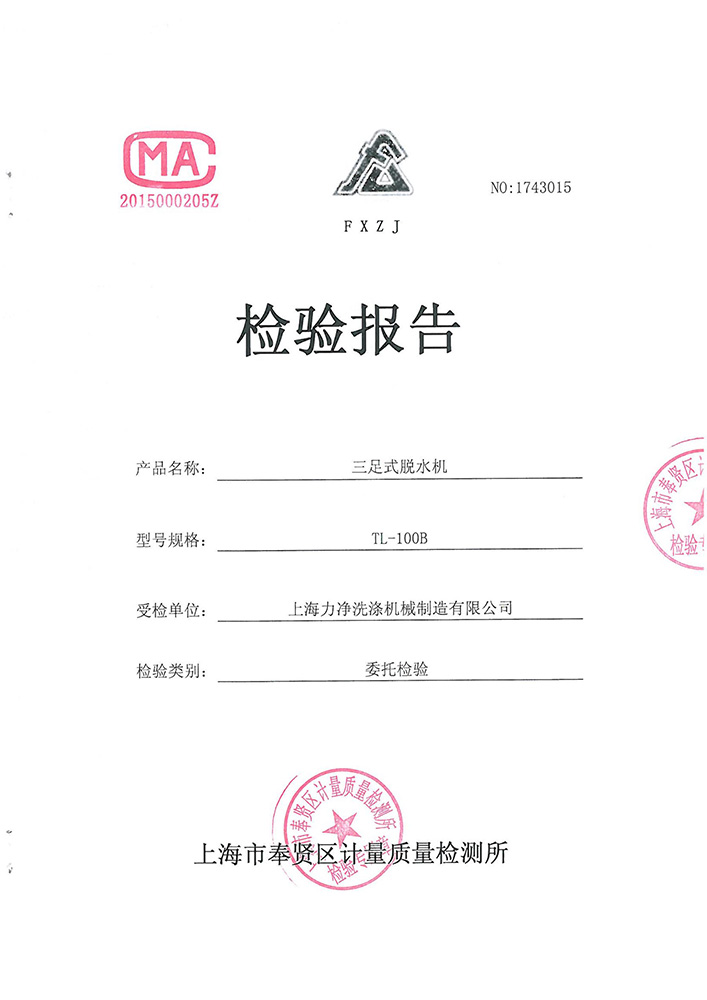 MA
2015000205Z
FXZJ
NO:1743015
检验报告
产品名称: 三足式脱水机
型号规格: TL-100B
受检单位: 上海力净洗涤机械制造有限公司
检验类别: 委托检验
上海市奉贤区计
检验专
上海市奉贤区计量质量检测所
检验专用章
上海市奉贤区计量质量检测所